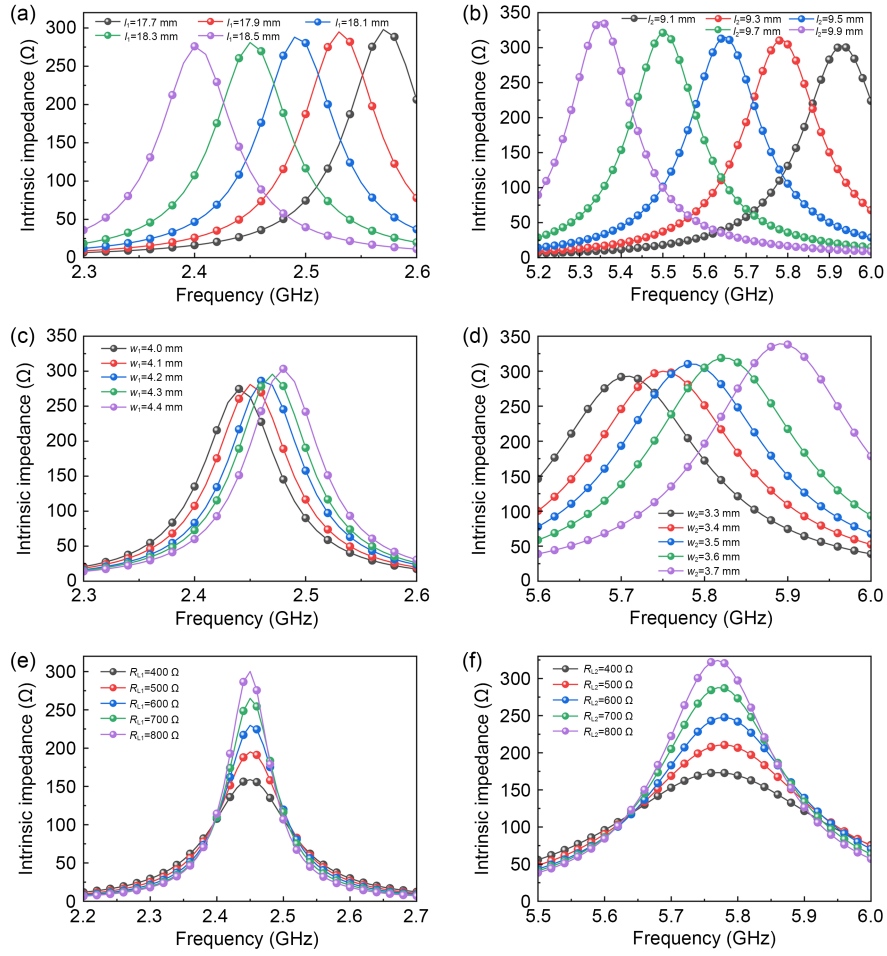 (a)
l1=17.7 mm l1=17.9 mm l1=18.1 mm
l1=18.3 mm l1=18.5 mm
Intrinsic impedance (Ω)
300
250
200
150
100
50
0
2.3 2.4 2.5 2.6
Frequency (GHz)
(b)
l2=9.1 mm l2=9.3 mm l2=9.5 mm
l2=9.7 mm l2=9.9 mm
Intrinsic impedance (Ω)
350
300
250
200
150
100
50
0
5.2 5.3 5.4 5.5 5.6 5.7 5.8 5.9 6.0
Frequency (GHz)
(c)
w1=4.0 mm
w1=4.1 mm
w1=4.2 mm
w1=4.3 mm
w1=4.4 mm
Intrinsic impedance (Ω)
350
300
250
200
150
100
50
0
2.3 2.4 2.5 2.6
Frequency (GHz)
(d)
w2=3.3 mm
w2=3.4 mm
w2=3.5 mm
w2=3.6 mm
w2=3.7 mm
Intrinsic impedance (Ω)
350
300
250
200
150
100
50
0
5.6 5.7 5.8 5.9 6.0
Frequency (GHz)
(e)
RL1=400 Ω
RL1=500 Ω
RL1=600 Ω
RL1=700 Ω
RL1=800 Ω
Intrinsic impedance (Ω)
300
250
200
150
100
50
0
2.2 2.3 2.4 2.5 2.6 2.7
Frequency (GHz)
(f)
RL2=400 Ω
RL2=500 Ω
RL2=600 Ω
RL2=700 Ω
RL2=800 Ω
Intrinsic impedance (Ω)
300
250
200
150
100
50
0
5.5 5.6 5.7 5.8 5.9 6.0
Frequency (GHz)